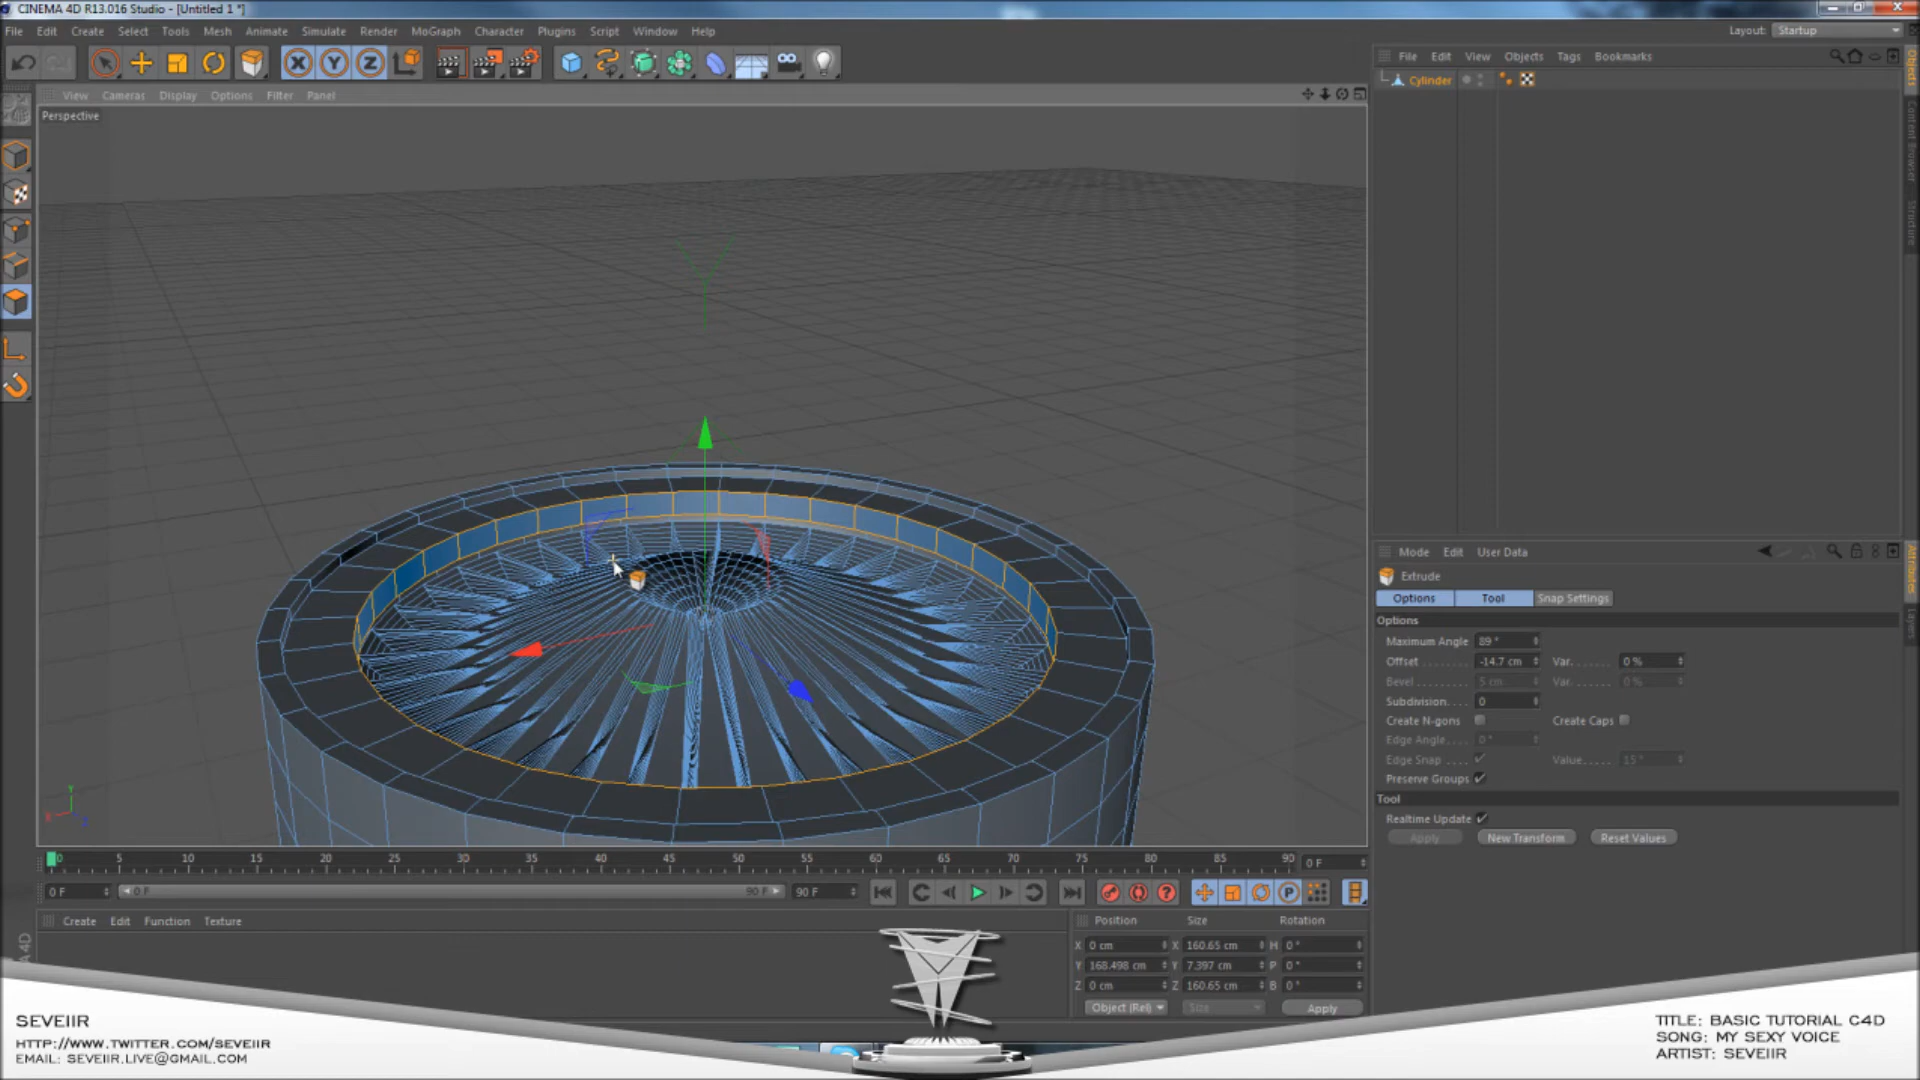 CINEMA 4D R13.016 Studio - [Untitled 1 *]
File Edit Create Select Tools Mesh Animate Simulate Render MoGraph Character Plugins Script Window Help
Layout: Startup
X Y Z
File Edit View Objects Tags Bookmarks
Cylinder
View Cameras Display Options Filter Panel
Perspective
Objects
Content Browser
Structure
Y
Mode Edit User Data
Extrude
Options Tool Snap Settings
Options
Maximum Angle 89 °
Offset -14.7 cm Var. 0 %
Bevel 5 cm Var. 0 %
Subdivision 0
Create N-gons Create Caps
Edge Angle 0 °
Edge Snap Value 15 °
Preserve Groups
Tool
Realtime Update
Apply New Transform Reset Values
Attributes
Layers
Y
X Z
0 5 10 15 20 25 30 35 40 45 50 55 60 65 70 75 80 85 90 0 F
0 F 0 F 90 F 90 F
P
Create Edit Function Texture
Position Size Rotation
X 0 cm X 160.65 cm H 0 °
Y 168.498 cm Y 7.397 cm P 0 °
Z 0 cm Z 160.65 cm B 0 °
Object (Rel) Size Apply
SEVEIIR
HTTP://WWW.TWITTER.COM/SEVEIIR
EMAIL: SEVEIIR.LIVE@GMAIL.COM
TITLE: BASIC TUTORIAL C4D
SONG: MY SEXY VOICE
ARTIST: SEVEIIR